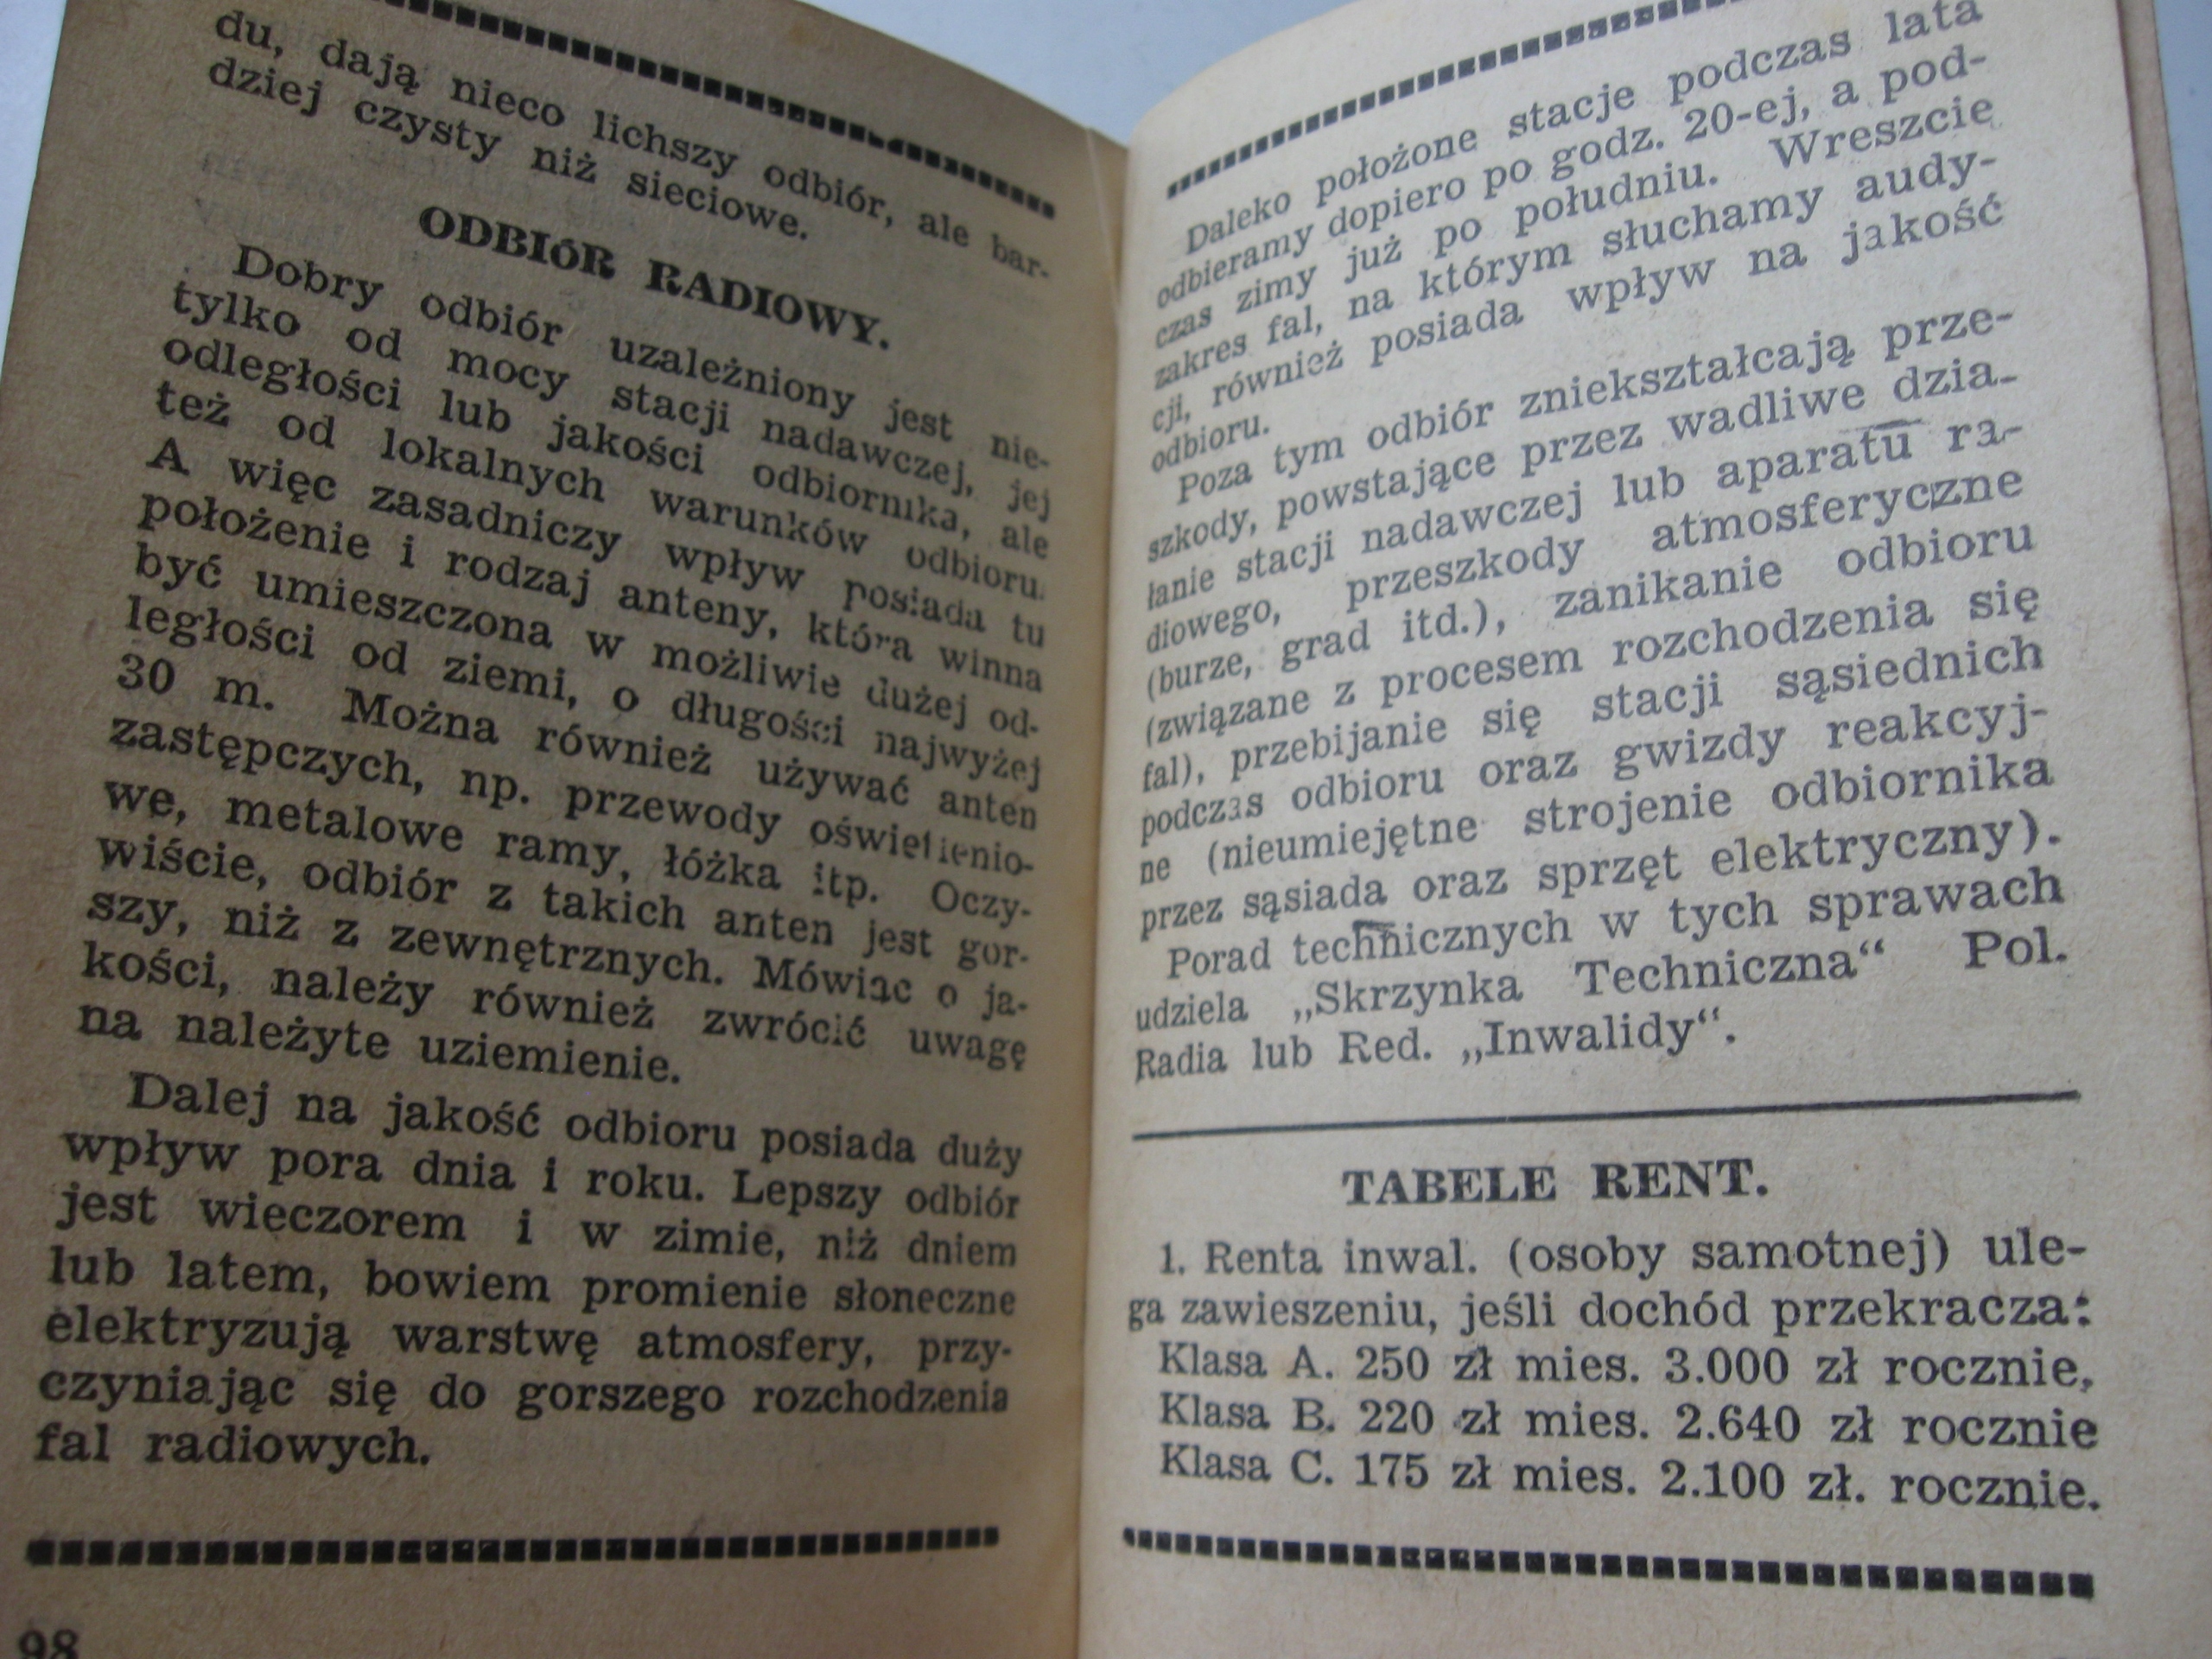 du, dają nieco lichszy odbiór, ale bar-
dziej czysty niż sieciowe.
ODBIóR RADIOWY.
Dobry odbiór uzależniony jest nie-
tylko od mocy stacji nadawczej, jej
odległości lub jakości odbiornika, ale
też od lokalnych warunków odbioru.
A więc zasadniczy wpływ posiada tu
położenie i rodzaj anteny, która winna
być umieszczona w możliwie dużej od-
ległości od ziemi, o długości najwyżej
30 m. Można również używać anten
zastępczych, np. przewody oświetlenio-
we, metalowe ramy, łóżka itp. Oczy-
wiście, odbiór z takich anten jest gor-
szy, niż z zewnętrznych. Mówiąc o ja-
kości, należy również zwrócić uwagę
na należyte uziemienie.
Dalej na jakość odbioru posiada duży
wpływ pora dnia i roku. Lepszy odbiór
jest wieczorem i w zimie, niż dniem
lub latem, bowiem promienie słoneczne
elektryzują warstwę atmosfery, przy-
czyniając się do gorszego rozchodzenia
fal radiowych.
98
Daleko położone stacje podczas lata
odbieramy dopiero po godz. 20-ej, a pod-
czas zimy już po południu. Wreszcie
zakres fal, na którym słuchamy audy-
cji, również posiada wpływ na jakość
odbioru.
Poza tym odbiór zniekształcają prze-
szkody, powstające przez wadliwe dzia-
łanie stacji nadawczej lub aparatu ra-
diowego, przeszkody atmosferyczne
(burze, grad itd.), zanikanie odbioru
(związane z procesem rozchodzenia się
fal), przebijanie się stacji sąsiednich
podczas odbioru oraz gwizdy reakcyj-
ne (nieumiejętne strojenie odbiornika
przez sąsiada oraz sprzęt elektryczny).
Porad technicznych w tych sprawach
udziela „Skrzynka Techniczna“ Pol.
Radia lub Red. „Inwalidy“.
TABELE RENT.
1. Renta inwal. (osoby samotnej) ule-
ga zawieszeniu, jeśli dochód przekracza:
Klasa A. 250 zł mies. 3.000 zł rocznie,
Klasa B. 220 zł mies. 2.640 zł rocznie
Klasa C. 175 zł mies. 2.100 zł. rocznie.